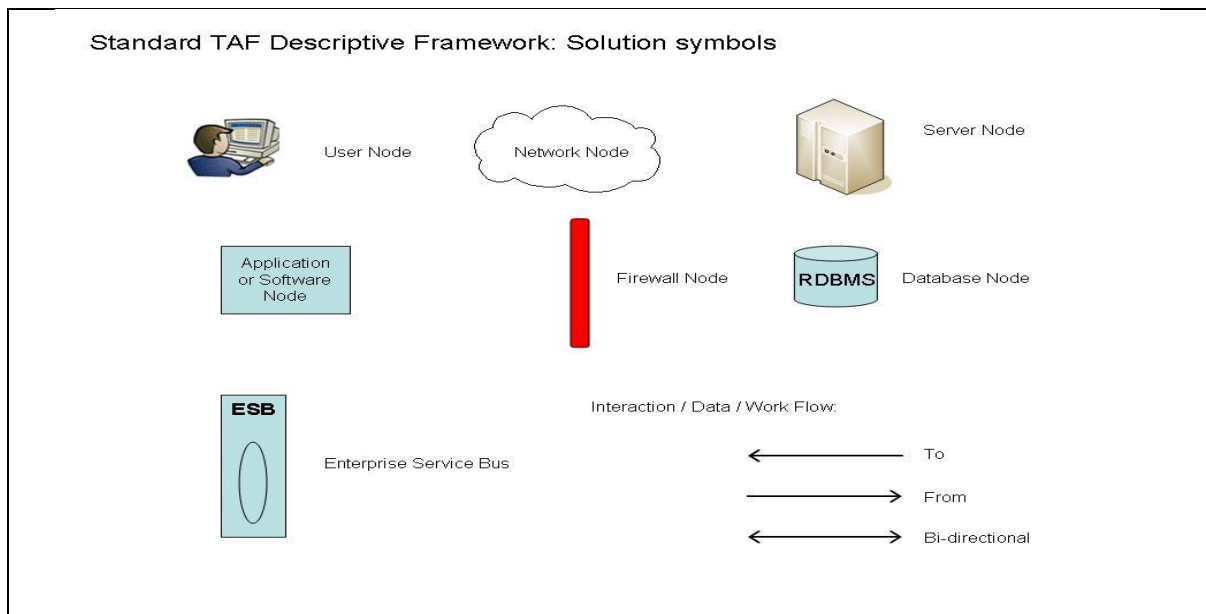 Standard TAF Descriptive Framework: Solution symbols
User Node
Network Node
Server Node
Application
or Software
Node
Firewall Node
RDBMS
Database Node
ESB
Enterprise Service Bus
Interaction / Data / Work Flow:
To
From
Bi-directional